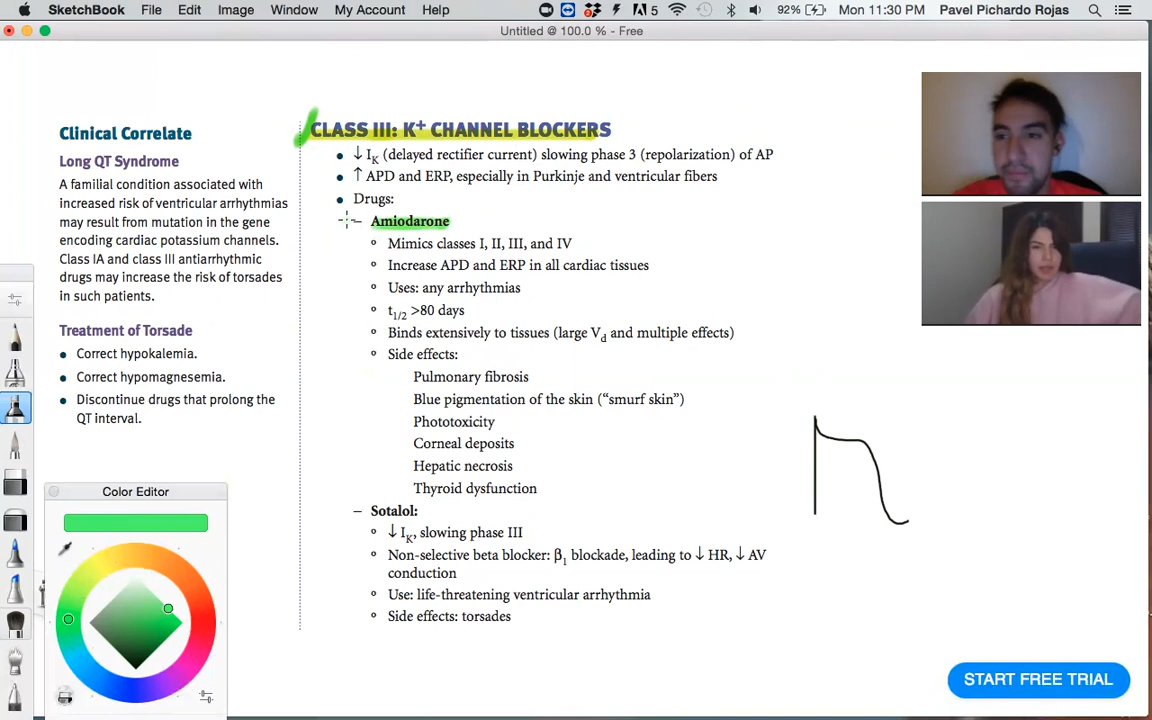 SketchBook File Edit Image Window My Account Help 5 92% Mon 11:30 PM Pavel Pichardo Rojas
Untitled @ 100.0 % - Free
Clinical Correlate
Long QT Syndrome
A familial condition associated with
increased risk of ventricular arrhythmias
may result from mutation in the gene
encoding cardiac potassium channels.
Class IA and class III antiarrhythmic
drugs may increase the risk of torsades
in such patients.
Treatment of Torsade
• Correct hypokalemia.
• Correct hypomagnesemia.
• Discontinue drugs that prolong the
QT interval.
CLASS III: K⁺ CHANNEL BLOCKERS
• ↓ I_K (delayed rectifier current) slowing phase 3 (repolarization) of AP
• ↑ APD and ERP, especially in Purkinje and ventricular fibers
• Drugs:
– Amiodarone
° Mimics classes I, II, III, and IV
° Increase APD and ERP in all cardiac tissues
° Uses: any arrhythmias
° t1/2 >80 days
° Binds extensively to tissues (large Vd and multiple effects)
° Side effects:
Pulmonary fibrosis
Blue pigmentation of the skin (“smurf skin”)
Phototoxicity
Corneal deposits
Hepatic necrosis
Thyroid dysfunction
– Sotalol:
° ↓ I_K, slowing phase III
° Non-selective beta blocker: β1 blockade, leading to ↓ HR, ↓ AV
conduction
° Use: life-threatening ventricular arrhythmia
° Side effects: torsades
Color Editor
START FREE TRIAL